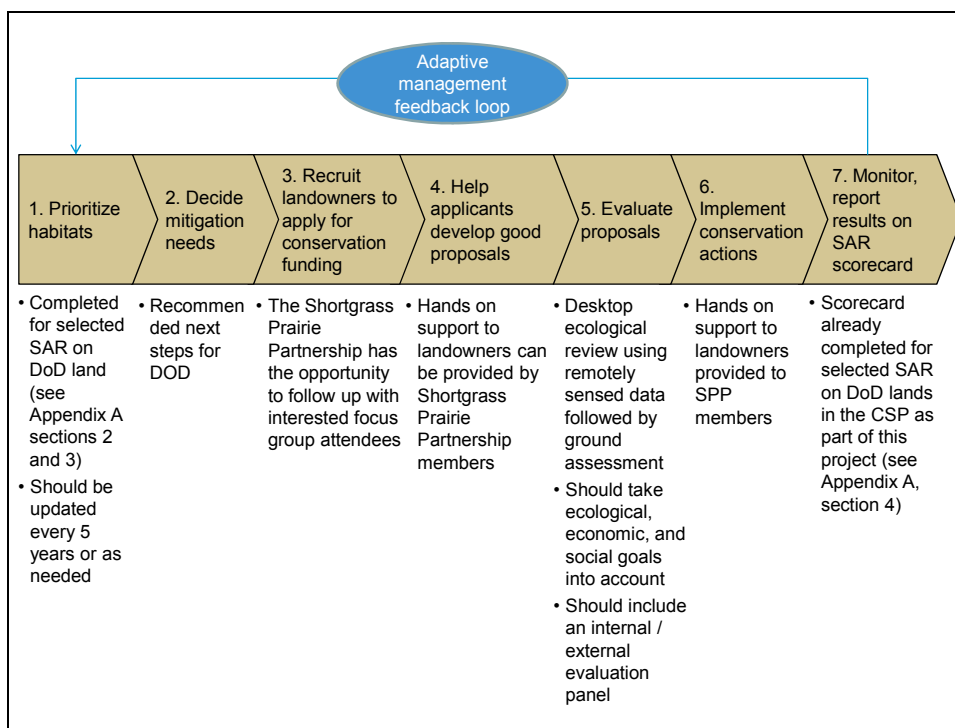 Adaptive
management
feedback loop
1. Prioritize
habitats
2. Decide
mitigation
needs
3. Recruit
landowners to
apply for
conservation
funding
4. Help
applicants
develop good
proposals
5. Evaluate
proposals
6.
Implement
conservation
actions
7. Monitor,
report
results on
SAR
scorecard
• Completed
for selected
SAR on
DoD land
(see
Appendix A
sections 2
and 3)
• Should be
updated
every 5
years or as
needed
• Recommen
ded next
steps for
DOD
• The Shortgrass
Prairie
Partnership has
the opportunity
to follow up with
interested focus
group attendees
• Hands on
support to
landowners can
be provided by
Shortgrass
Prairie
Partnership
members
• Desktop
ecological
review using
remotely
sensed data
followed by
ground
assessment
• Should take
ecological,
economic, and
social goals
into account
• Should include
an internal /
external
evaluation
panel
• Hands on
support to
landowners
provided to
SPP
members
• Scorecard
already
completed for
selected SAR
on DoD lands
in the CSP as
part of this
project (see
Appendix A,
section 4)